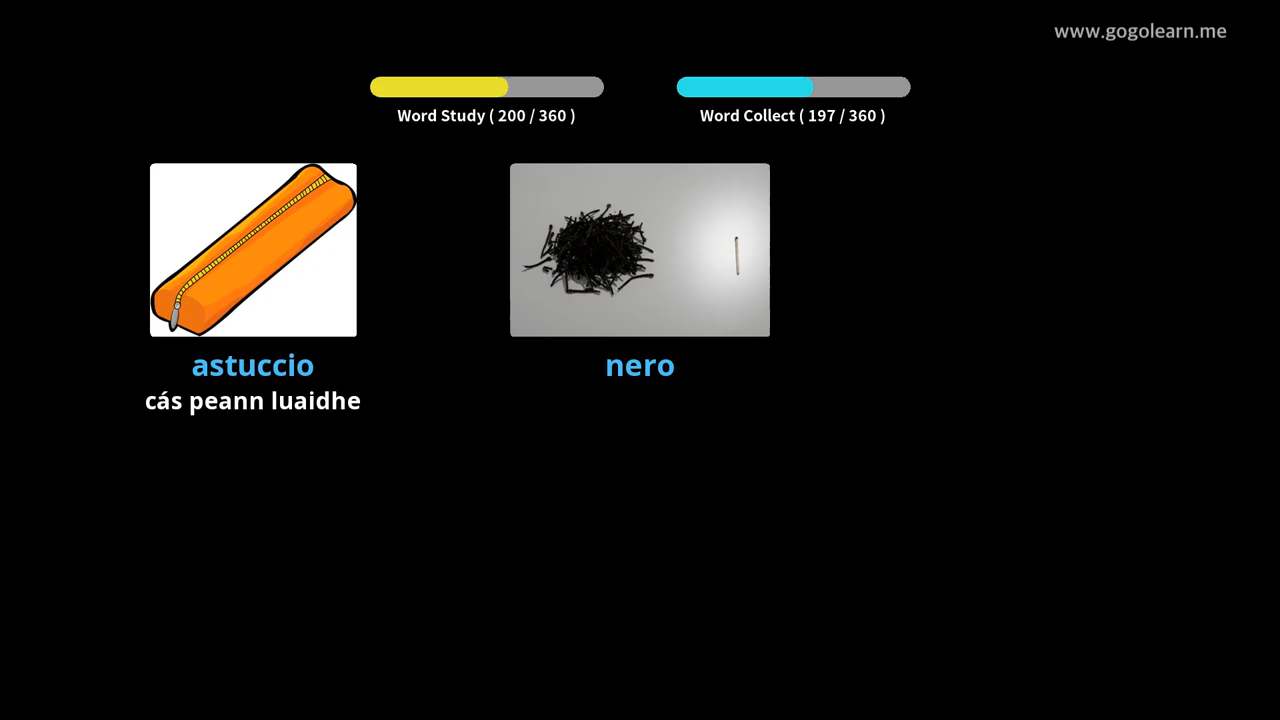 www.gogolearn.me
Word Study ( 200 / 360 )
Word Collect ( 197 / 360 )
astuccio
cás peann luaidhe
nero